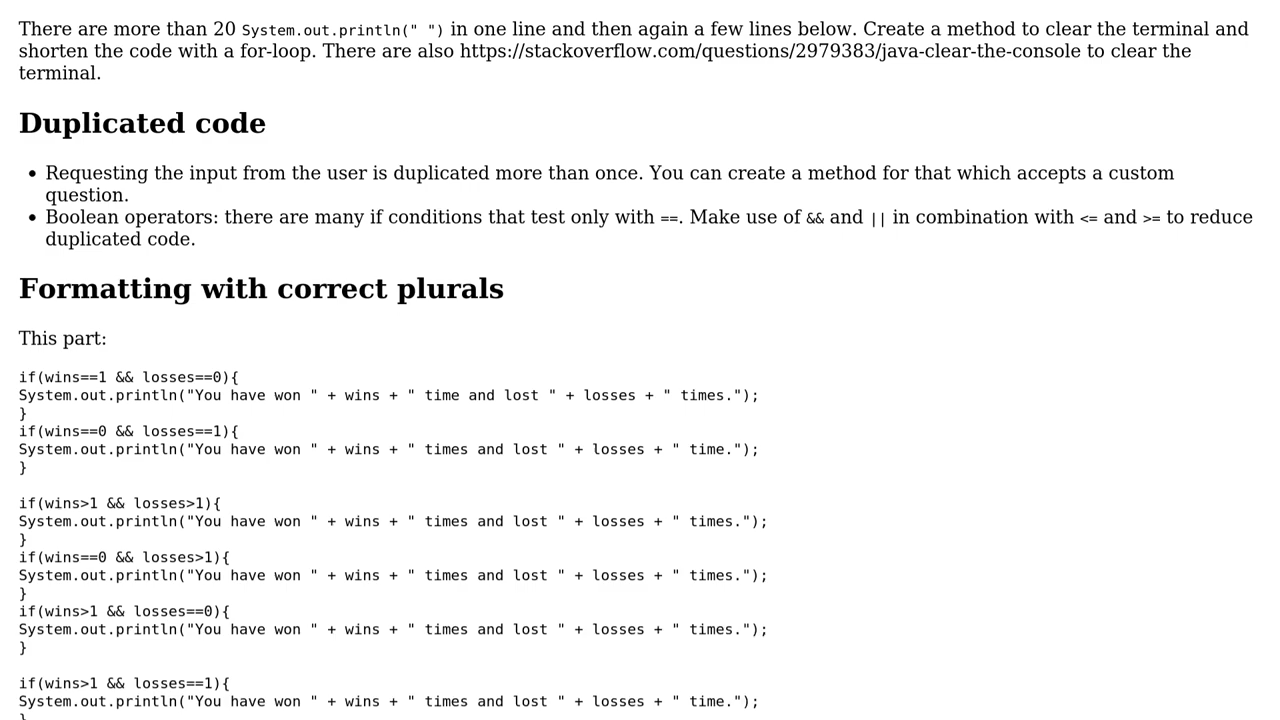 There are more than 20 System.out.println(" ") in one line and then again a few lines below. Create a method to clear the terminal and
shorten the code with a for-loop. There are also https://stackoverflow.com/questions/2979383/java-clear-the-console to clear the
terminal.
Duplicated code
• Requesting the input from the user is duplicated more than once. You can create a method for that which accepts a custom
question.
• Boolean operators: there are many if conditions that test only with ==. Make use of && and || in combination with <= and >= to reduce
duplicated code.
Formatting with correct plurals
This part:
if(wins==1 && losses==0){
System.out.println("You have won " + wins + " time and lost " + losses + " times.");
}
if(wins==0 && losses==1){
System.out.println("You have won " + wins + " times and lost " + losses + " time.");
}
if(wins>1 && losses>1){
System.out.println("You have won " + wins + " times and lost " + losses + " times.");
}
if(wins==0 && losses>1){
System.out.println("You have won " + wins + " times and lost " + losses + " times.");
}
if(wins>1 && losses==0){
System.out.println("You have won " + wins + " times and lost " + losses + " times.");
}
if(wins>1 && losses==1){
System.out.println("You have won " + wins + " times and lost " + losses + " time.");
}